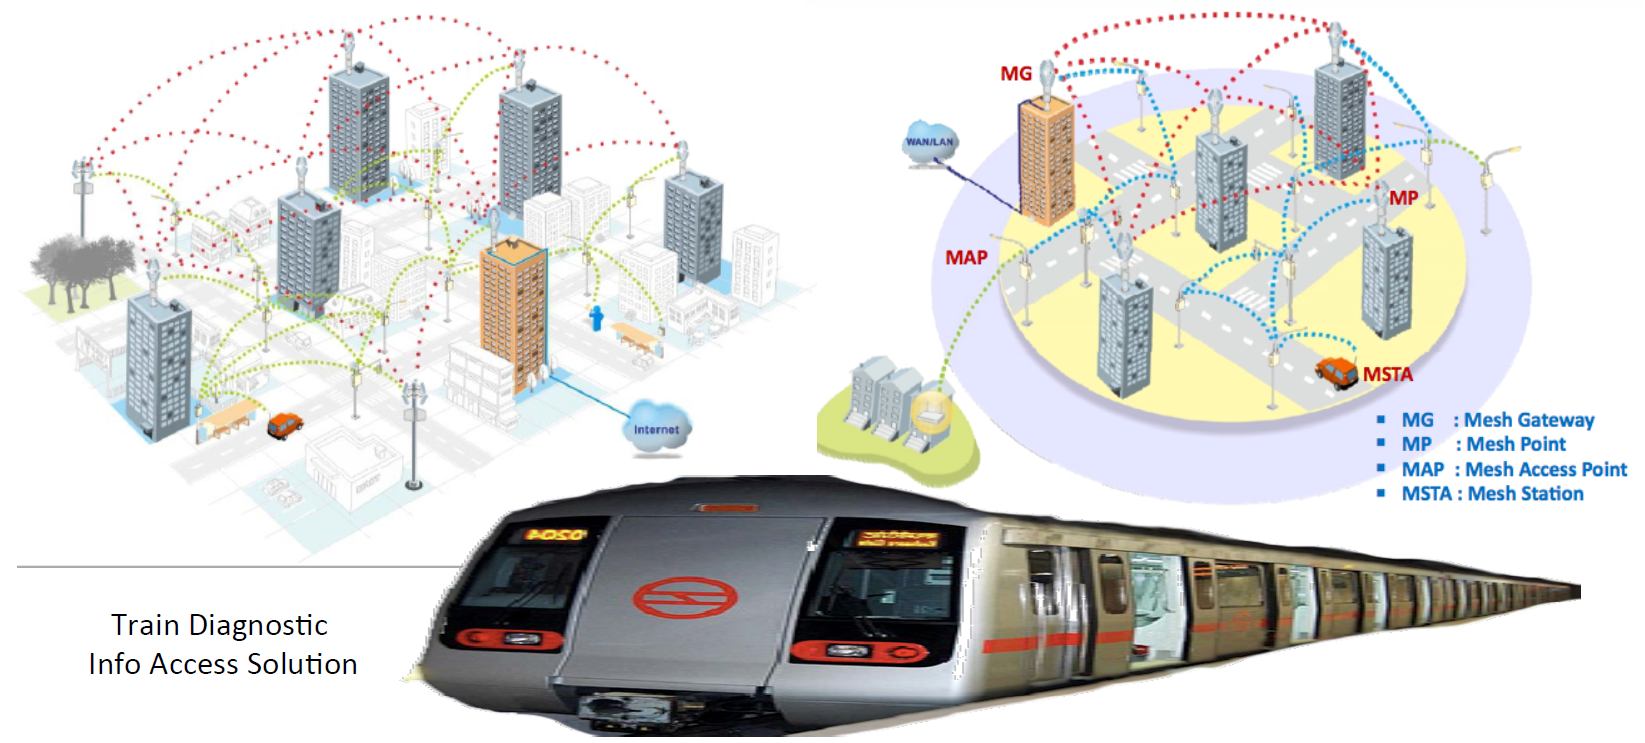 Internet
MG
WAN/LAN
MP
MAP
MSTA
▪ MG : Mesh Gateway
▪ MP : Mesh Point
▪ MAP : Mesh Access Point
▪ MSTA : Mesh Station
Train Diagnostic
Info Access Solution